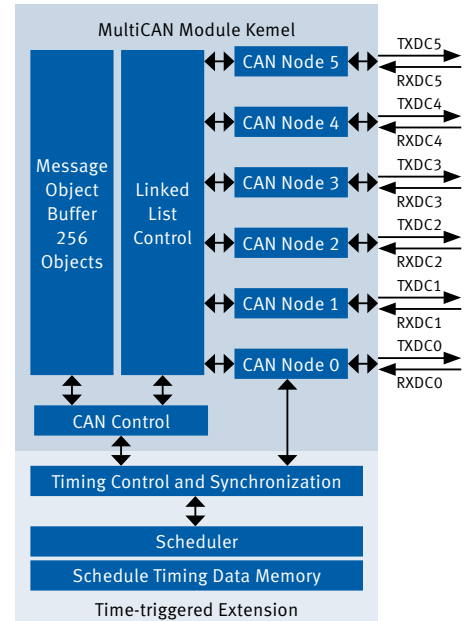 MultiCAN Module Kemel
Message
Object
Buffer
256
Objects
Linked
List
Control
CAN Node 5
TXDC5
RXDC5
CAN Node 4
TXDC4
RXDC4
CAN Node 3
TXDC3
RXDC3
CAN Node 2
TXDC2
RXDC2
CAN Node 1
TXDC1
RXDC1
CAN Node 0
TXDC0
RXDC0
CAN Control
Timing Control and Synchronization
Scheduler
Schedule Timing Data Memory
Time-triggered Extension